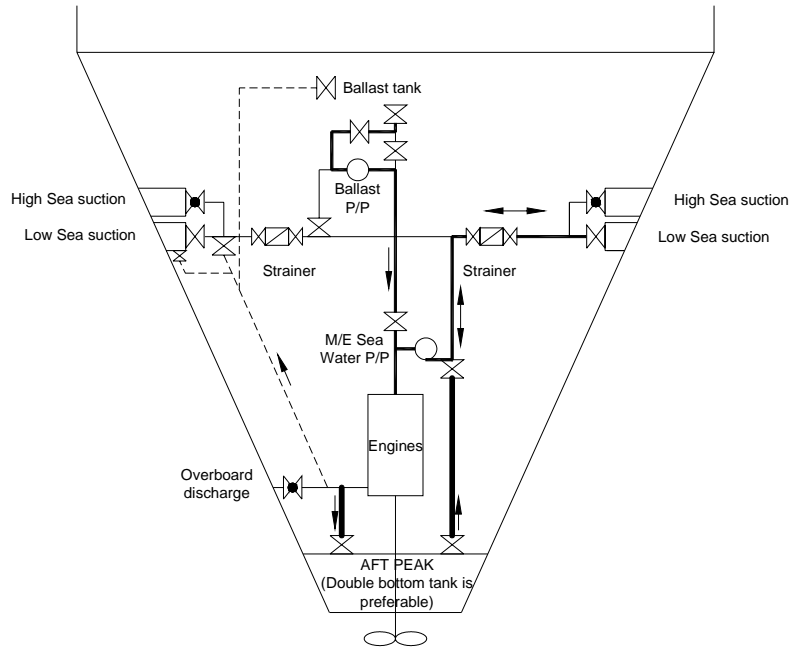 Ballast tank
Ballast
P/P
High Sea suction
High Sea suction
Low Sea suction
Low Sea suction
Strainer
Strainer
M/E Sea
Water P/P
Engines
Overboard
discharge
AFT PEAK
(Double bottom tank is
preferable)